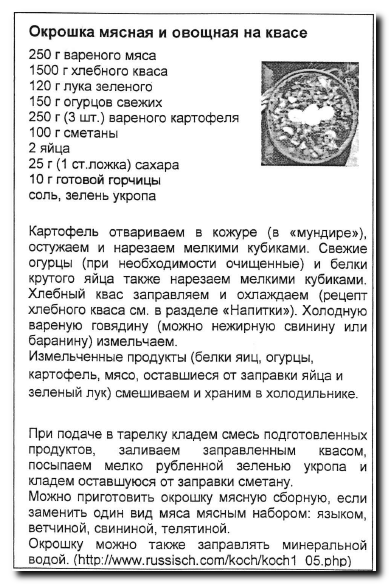 Окрошка мясная и овощная на квасе
250 г вареного мяса
1500 г хлебного кваса
120 г лука зеленого
150 г огурцов свежих
250 г (3 шт.) вареного картофеля
100 г сметаны
2 яйца
25 г (1 ст.ложка) сахара
10 г готовой горчицы
соль, зелень укропа
Картофель отвариваем в кожуре (в «мундире»),
остужаем и нарезаем мелкими кубиками. Свежие
огурцы (при необходимости очищенные) и белки
крутого яйца также нарезаем мелкими кубиками.
Хлебный квас заправляем и охлаждаем (рецепт
хлебного кваса см. в разделе «Напитки»). Холодную
вареную говядину (можно нежирную свинину или
баранину) измельчаем.
Измельченные продукты (белки яиц, огурцы,
картофель, мясо, оставшиеся от заправки яйца и
зеленый лук) смешиваем и храним в холодильнике.
При подаче в тарелку кладем смесь подготовленных
продуктов, заливаем заправленным квасом,
посыпаем мелко рубленной зеленью укропа и
кладем оставшуюся от заправки сметану.
Можно приготовить окрошку мясную сборную, если
заменить один вид мяса мясным набором: языком,
ветчиной, свининой, телятиной.
Окрошку можно также заправлять минеральной
водой. (http://www.russisch.com/koch/koch1_05.php)